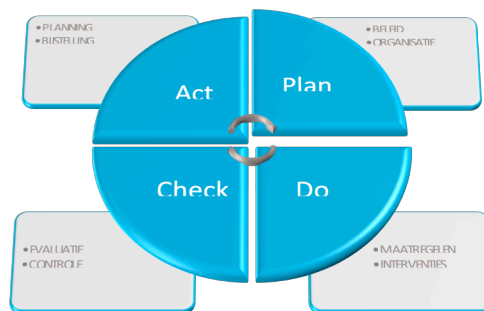 • PLANNING
• BIJSTELLING
• BELEID
• ORGANISATIE
Act
Plan
Check
Do
• EVALUATIE
• CONTROLE
• MAATREGELEN
• INTERVENTIES